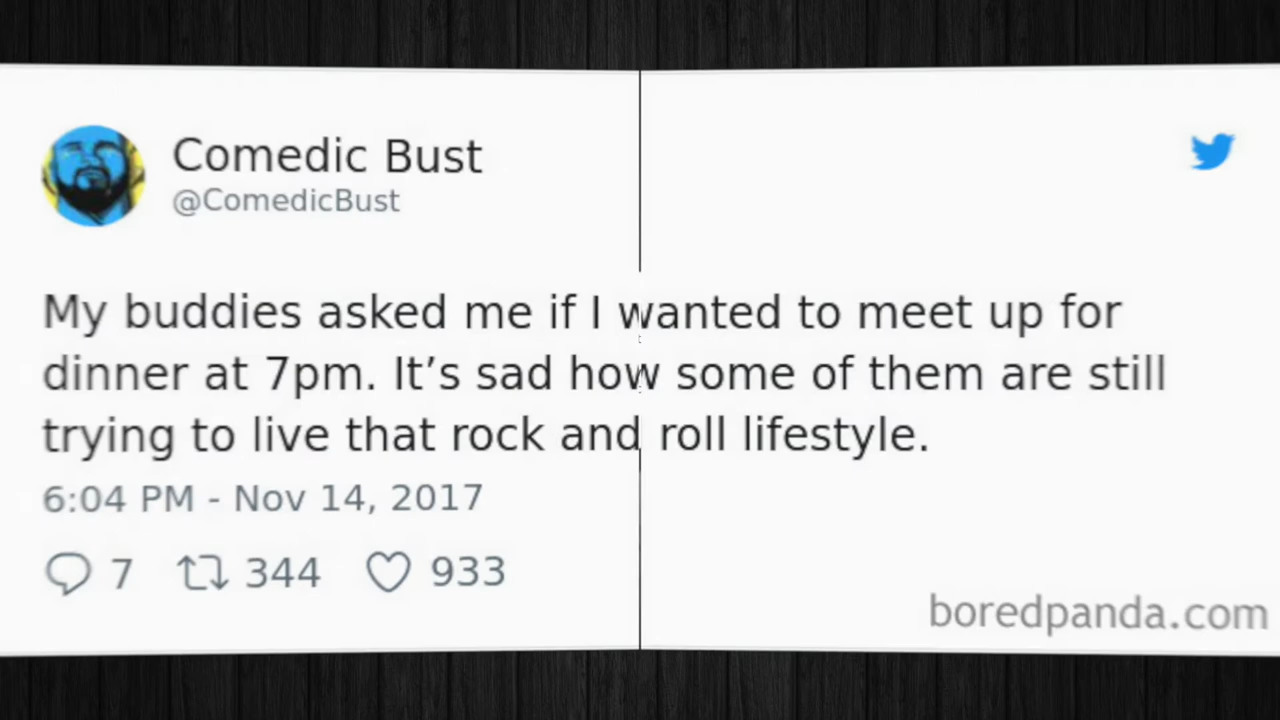 Comedic Bust
@ComedicBust
My buddies asked me if I wanted to meet up for
dinner at 7pm. It’s sad how some of them are still
trying to live that rock and roll lifestyle.
6:04 PM - Nov 14, 2017
7 344 933
boredpanda.com